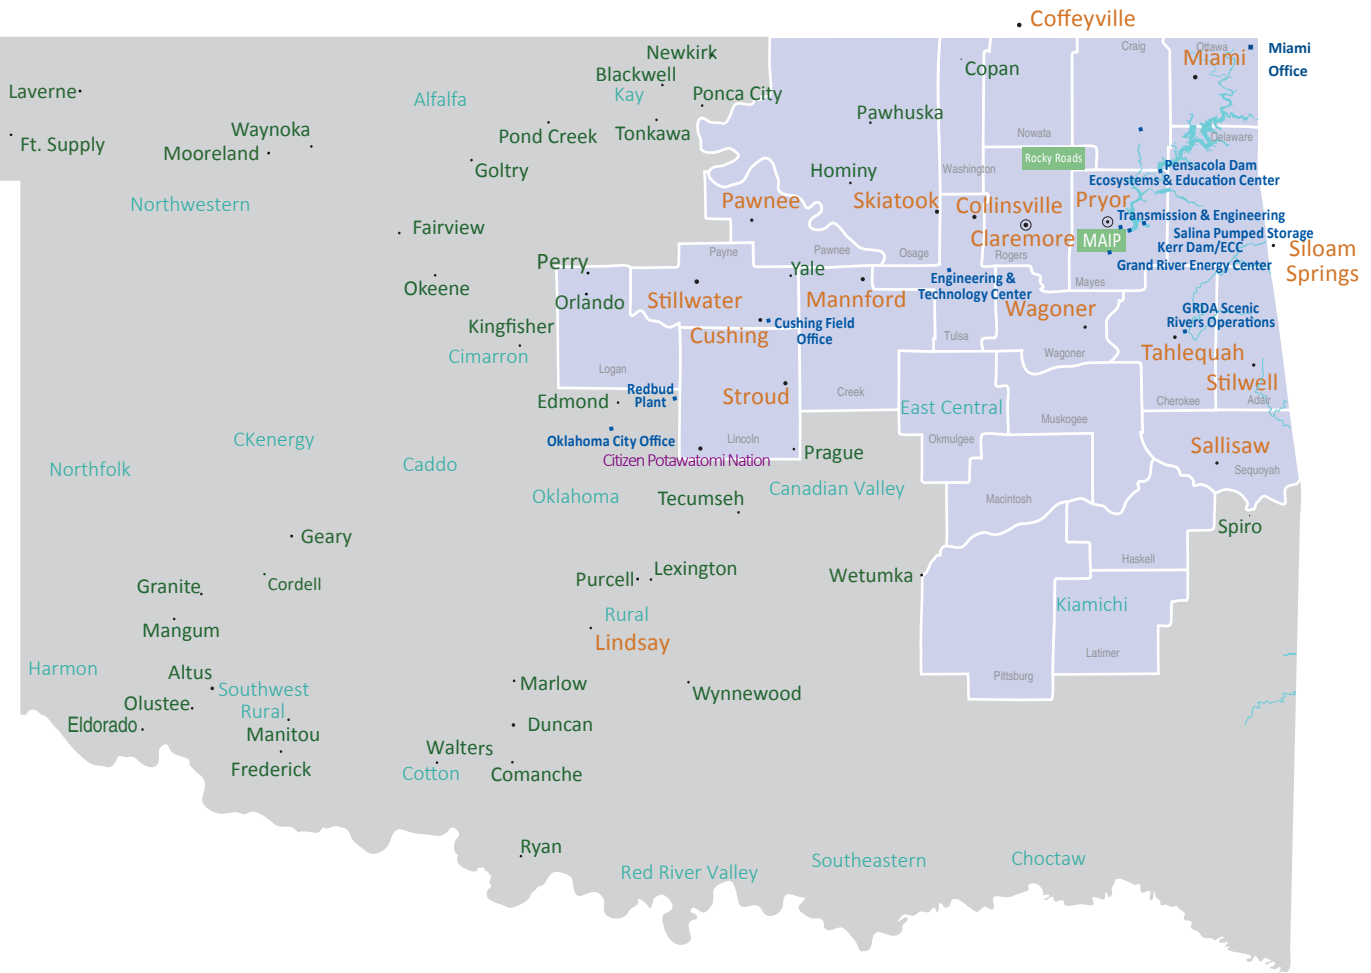 Coffeyville
Newkirk
Craig
Ottawa
Miami
Miami
Office
Blackwell
Copan
Laverne
Alfalfa
Kay
Ponca City
Pawhuska
Ft. Supply
Waynoka
Mooreland
Pond Creek
Tonkawa
Nowata
Delaware
Goltry
Hominy
Washington
Rocky Roads
Pensacola Dam
Ecosystems & Education Center
Northwestern
Pawnee
Skiatook
Collinsville
Pryor
Transmission & Engineering
Fairview
Claremore
MAIP
Salina Pumped Storage
Kerr Dam/ECC
Siloam
Springs
Payne
Pawnee
Osage
Rogers
Grand River Energy Center
Perry
Yale
Okeene
Orlando
Stillwater
Mannford
Engineering &
Technology Center
Mayes
Wagoner
GRDA Scenic
Rivers Operations
Kingfisher
Cushing
Cushing Field
Office
Tulsa
Cimarron
Wagoner
Tahlequah
Logan
Stilwell
Redbud
Plant
Stroud
Creek
Edmond
East Central
Cherokee
Adair
Muskogee
CKenergy
Oklahoma City Office
Lincoln
Okmulgee
Sallisaw
Northfolk
Caddo
Citizen Potawatomi Nation
Prague
Sequoyah
Oklahoma
Tecumseh
Canadian Valley
Macintosh
Spiro
Geary
Haskell
Granite
Cordell
Purcell
Lexington
Wetumka
Mangum
Rural
Kiamichi
Lindsay
Harmon
Altus
Latimer
Southwest
Rural
Marlow
Wynnewood
Pittsburg
Olustee
Eldorado
Manitou
Duncan
Frederick
Walters
Cotton
Comanche
Ryan
Red River Valley
Southeastern
Choctaw